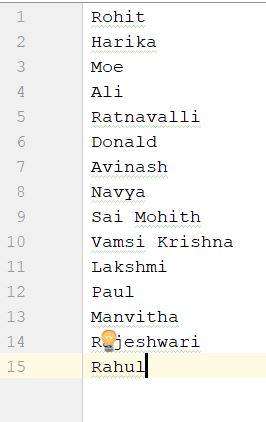 1 Rohit
2 Harika
3 Moe
4 Ali
5 Ratnavalli
6 Donald
7 Avinash
8 Navya
9 Sai Mohith
10 Vamsi Krishna
11 Lakshmi
12 Paul
13 Manvitha
14 Rajeshwari
15 Rahul